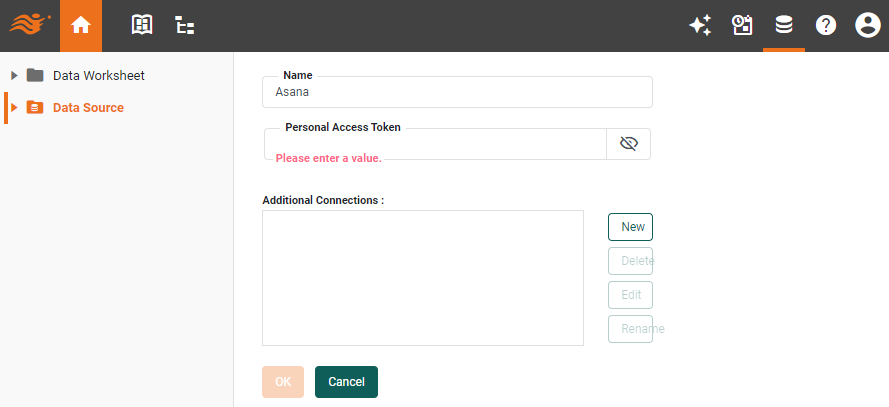 Data Worksheet
Data Source
Name
Asana
Personal Access Token
Please enter a value.
Additional Connections :
New
Delete
Edit
Rename
OK
Cancel